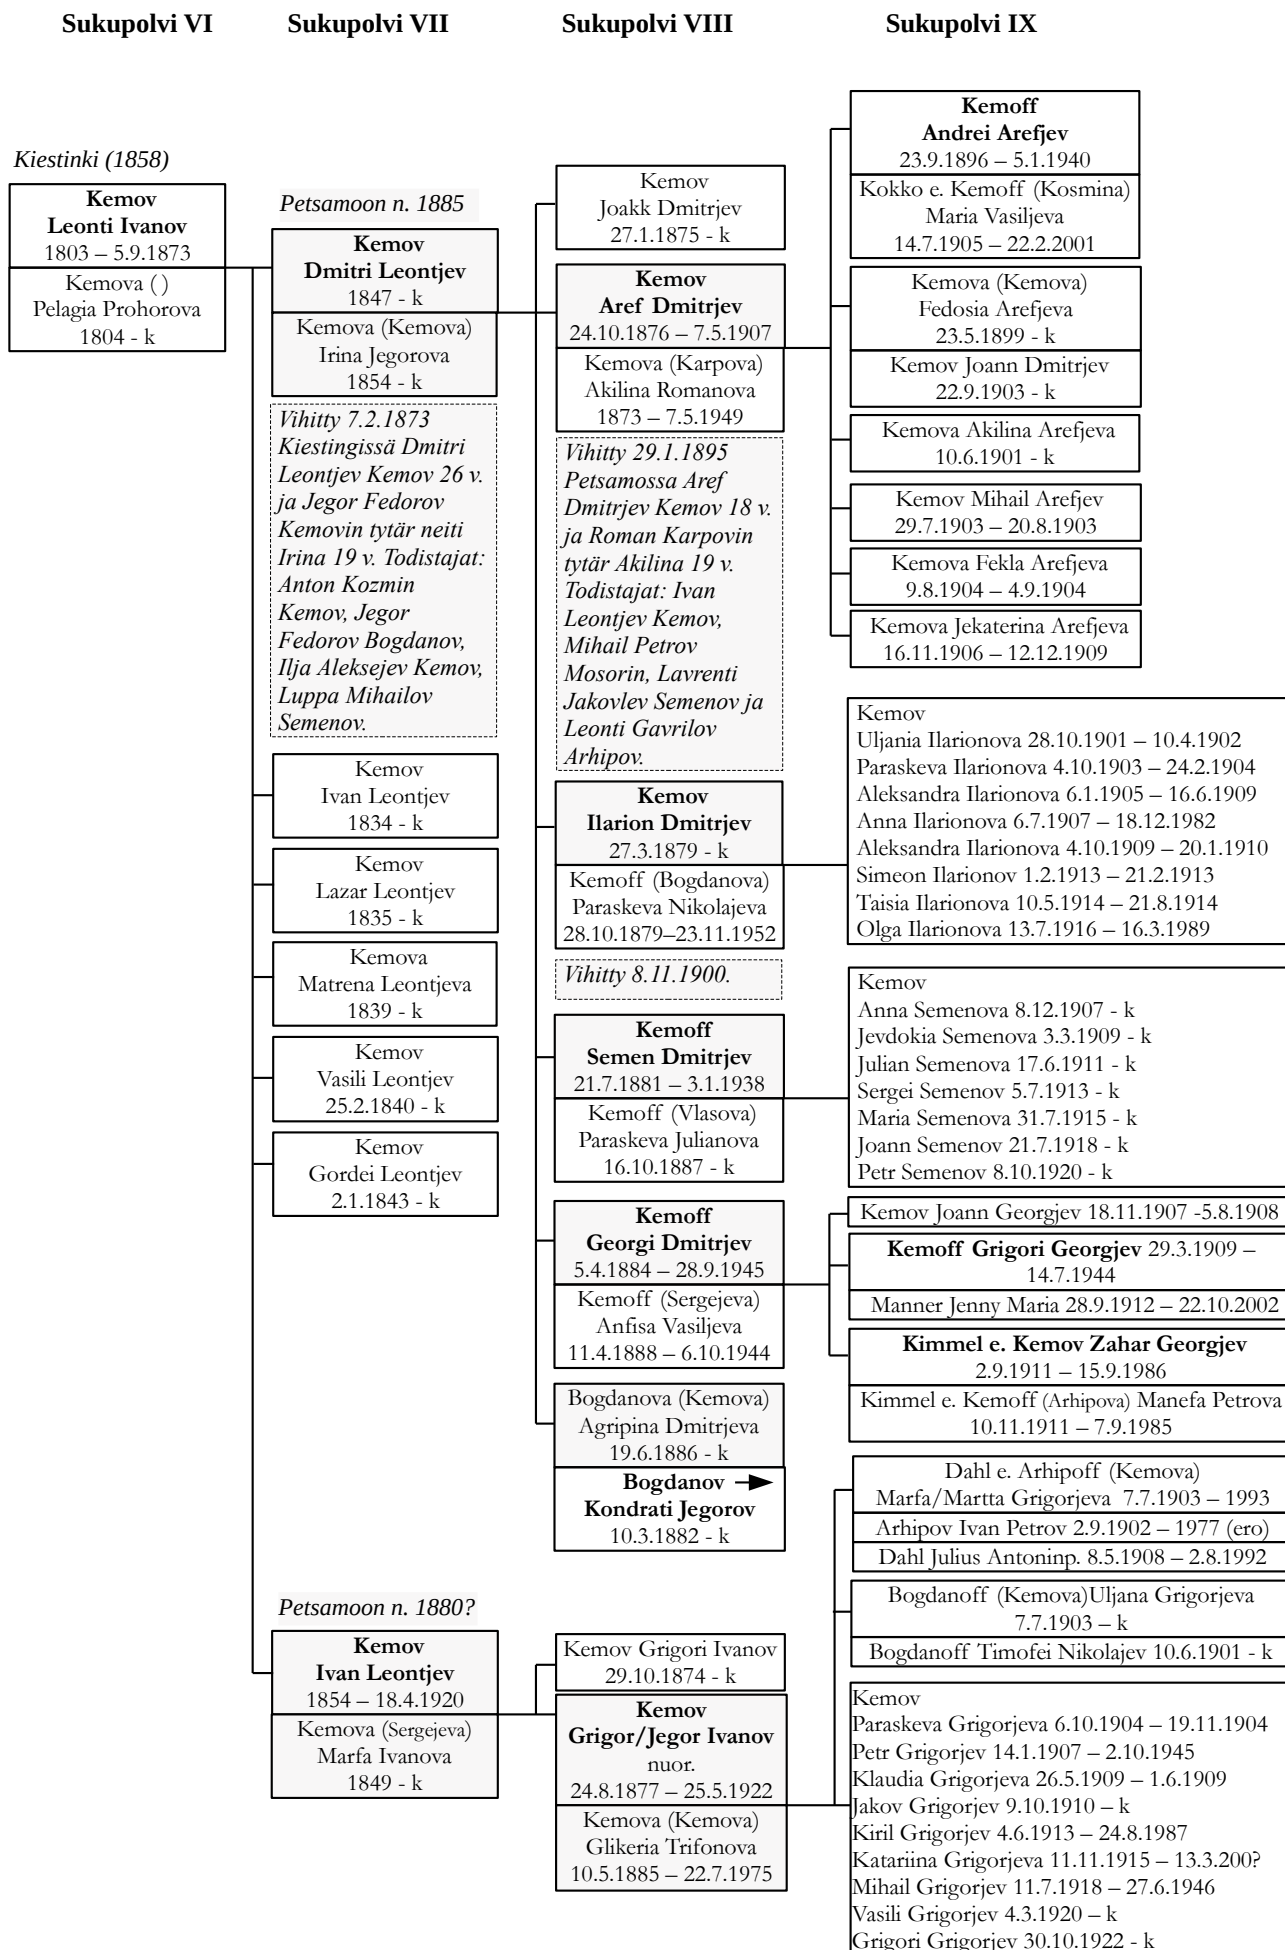 Sukupolvi VI
Sukupolvi VII
Sukupolvi VIII
Sukupolvi IX
Kiestinki (1858)
Kemov
Leonti Ivanov
1803 – 5.9.1873
Kemova ( )
Pelagia Prohorova
1804 - k
Petsamoon n. 1885
Kemov
Dmitri Leontjev
1847 - k
Kemova (Kemova)
Irina Jegorova
1854 - k
Vihitty 7.2.1873
Kiestingissä Dmitri
Leontjev Kemov 26 v.
ja Jegor Fedorov
Kemovin tytär neiti
Irina 19 v. Todistajat:
Anton Kozmin
Kemov, Jegor
Fedorov Bogdanov,
Ilja Aleksejev Kemov,
Luppa Mihailov
Semenov.
Kemov
Ivan Leontjev
1834 - k
Kemov
Lazar Leontjev
1835 - k
Kemova
Matrena Leontjeva
1839 - k
Kemov
Vasili Leontjev
25.2.1840 - k
Kemov
Gordei Leontjev
2.1.1843 - k
Petsamoon n. 1880?
Kemov
Ivan Leontjev
1854 – 18.4.1920
Kemova (Sergejeva)
Marfa Ivanova
1849 - k
Kemov
Joakk Dmitrjev
27.1.1875 - k
Kemov
Aref Dmitrjev
24.10.1876 – 7.5.1907
Kemova (Karpova)
Akilina Romanova
1873 – 7.5.1949
Vihitty 29.1.1895
Petsamossa Aref
Dmitrjev Kemov 18 v.
ja Roman Karpovin
tytär Akilina 19 v.
Todistajat: Ivan
Leontjev Kemov,
Mihail Petrov
Mosorin, Lavrenti
Jakovlev Semenov ja
Leonti Gavrilov
Arhipov.
Kemov
Ilarion Dmitrjev
27.3.1879 - k
Kemoff (Bogdanova)
Paraskeva Nikolajeva
28.10.1879–23.11.1952
Vihitty 8.11.1900.
Kemoff
Semen Dmitrjev
21.7.1881 – 3.1.1938
Kemoff (Vlasova)
Paraskeva Julianova
16.10.1887 - k
Kemoff
Georgi Dmitrjev
5.4.1884 – 28.9.1945
Kemoff (Sergejeva)
Anfisa Vasiljeva
11.4.1888 – 6.10.1944
Bogdanova (Kemova)
Agripina Dmitrjeva
19.6.1886 - k
Bogdanov
Kondrati Jegorov
10.3.1882 - k
Kemov Grigori Ivanov
29.10.1874 – k
Kemov
Grigor/Jegor Ivanov
nuor.
24.8.1877 – 25.5.1922
Kemova (Kemova)
Glikeria Trifonova
10.5.1885 – 22.7.1975
Kemoff
Andrei Arefjev
23.9.1896 – 5.1.1940
Kokko e. Kemoff (Kosmina)
Maria Vasiljeva
14.7.1905 – 22.2.2001
Kemova (Kemova)
Fedosia Arefjeva
23.5.1899 – k
Kemov Joann Dmitrjev
22.9.1903 – k
Kemova Akilina Arefjeva
10.6.1901 - k
Kemov Mihail Arefjev
29.7.1903 – 20.8.1903
Kemova Fekla Arefjeva
9.8.1904 – 4.9.1904
Kemova Jekaterina Arefjeva
16.11.1906 – 12.12.1909
Kemov
Uljania Ilarionova 28.10.1901 – 10.4.1902
Paraskeva Ilarionova 4.10.1903 – 24.2.1904
Aleksandra Ilarionova 6.1.1905 – 16.6.1909
Anna Ilarionova 6.7.1907 – 18.12.1982
Aleksandra Ilarionova 4.10.1909 – 20.1.1910
Simeon Ilarionov 1.2.1913 – 21.2.1913
Taisia Ilarionova 10.5.1914 – 21.8.1914
Olga Ilarionova 13.7.1916 – 16.3.1989
Kemov
Anna Semenova 8.12.1907 - k
Jevdokia Semenova 3.3.1909 - k
Julian Semenova 17.6.1911 – k
Sergei Semenov 5.7.1913 – k
Maria Semenova 31.7.1915 – k
Joann Semenov 21.7.1918 – k
Petr Semenov 8.10.1920 – k
Kemov Joann Georgjev 18.11.1907 -5.8.1908
Kemoff Grigori Georgjev 29.3.1909 –
14.7.1944
Manner Jenny Maria 28.9.1912 – 22.10.2002
Kimmel e. Kemov Zahar Georgjev
2.9.1911 – 15.9.1986
Kimmel e. Kemoff (Arhipova) Manefa Petrova
10.11.1911 – 7.9.1985
Dahl e. Arhipoff (Kemova)
Marfa/Martta Grigorjeva 7.7.1903 – 1993
Arhipov Ivan Petrov 2.9.1902 – 1977 (ero)
Dahl Julius Antoninp. 8.5.1908 – 2.8.1992
Bogdanoff (Kemova)Uljana Grigorjeva
7.7.1903 – k
Bogdanoff Timofei Nikolajev 10.6.1901 - k
Kemov
Paraskeva Grigorjeva 6.10.1904 – 19.11.1904
Petr Grigorjev 14.1.1907 – 2.10.1945
Klaudia Grigorjeva 26.5.1909 – 1.6.1909
Jakov Grigorjev 9.10.1910 – k
Kiril Grigorjev 4.6.1913 – 24.8.1987
Katariina Grigorjeva 11.11.1915 – 13.3.200?
Mihail Grigorjev 11.7.1918 – 27.6.1946
Vasili Grigorjev 4.3.1920 – k
Grigori Grigorjev 30.10.1922 - k